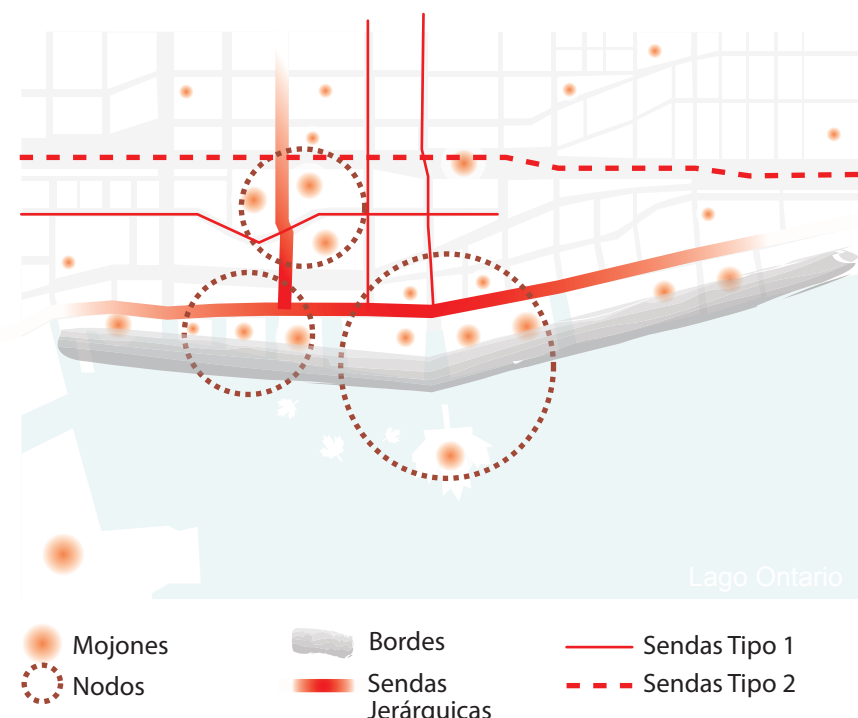 Lago Ontario
Mojones
Nodos
Bordes
Sendas
Jerárquicas
Sendas Tipo 1
Sendas Tipo 2